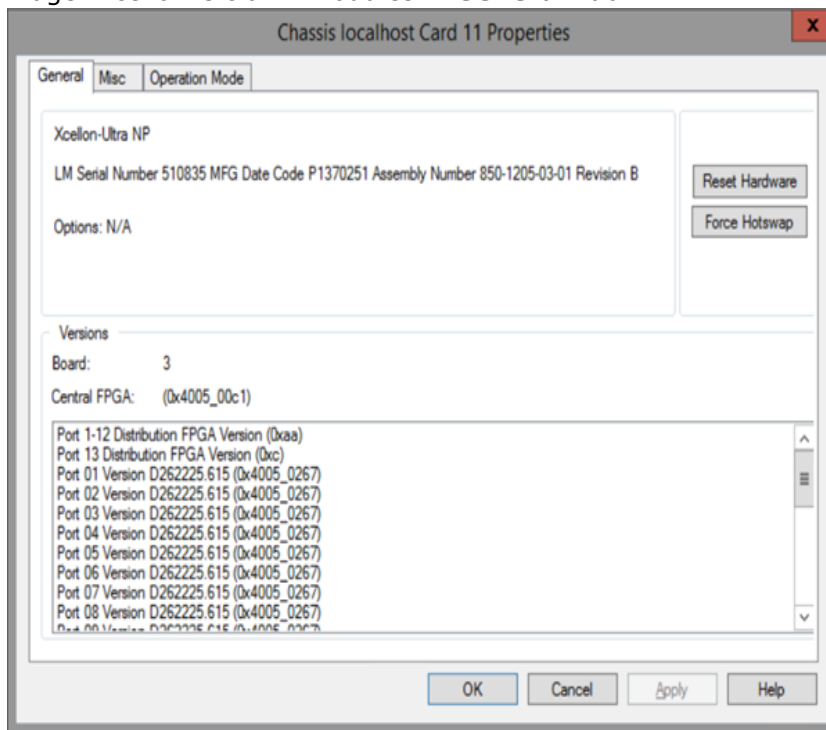 Chassis localhost Card 11 Properties
x
General Misc Operation Mode
Xcellon-Ultra NP
LM Serial Number 510835 MFG Date Code P1370251 Assembly Number 850-1205-03-01 Revision B
Reset Hardware
Options: N/A
Force Hotswap
Versions
Board: 3
Central FPGA: (0x4005_00c1)
Port 1-12 Distribution FPGA Version (0xaa)
Port 13 Distribution FPGA Version (0xc)
Port 01 Version D262225.615 (0x4005_0267)
Port 02 Version D262225.615 (0x4005_0267)
Port 03 Version D262225.615 (0x4005_0267)
Port 04 Version D262225.615 (0x4005_0267)
Port 05 Version D262225.615 (0x4005_0267)
Port 06 Version D262225.615 (0x4005_0267)
Port 07 Version D262225.615 (0x4005_0267)
Port 08 Version D262225.615 (0x4005_0267)
OK Cancel Apply Help